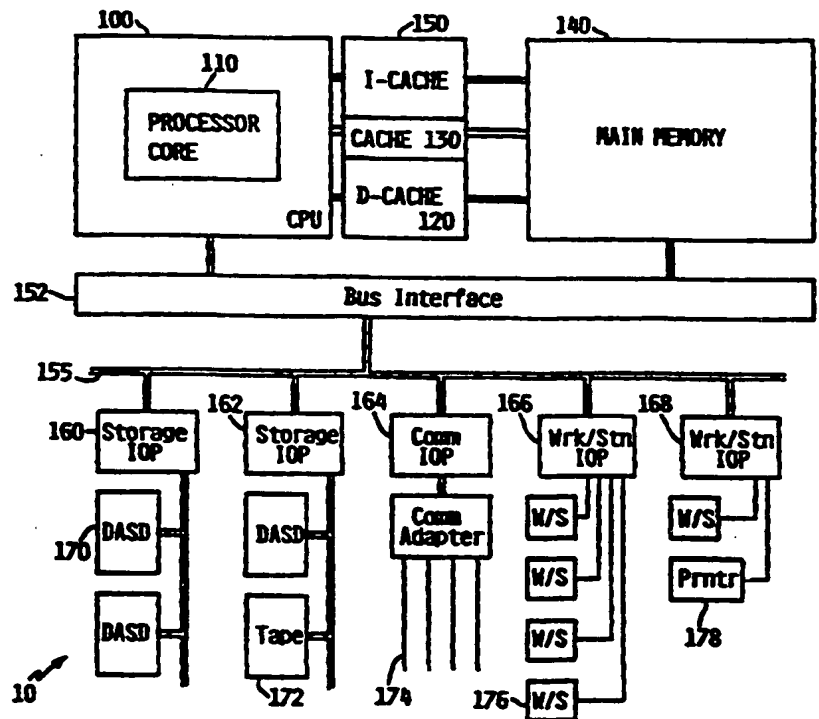 100
150
140
110
I-CACHE
PROCESSOR
CORE
CACHE 130
MAIN MEMORY
D-CACHE
120
CPU
152
Bus Interface
155
160
Storage
IOP
162
Storage
IOP
164
Comm
IOP
166
Wrk/Stn
IOP
168
Wrk/Stn
IOP
170
DASD
DASD
Comm
Adapter
W/S
W/S
W/S
Prntr
178
DASD
Tape
W/S
10
172
174
176
W/S